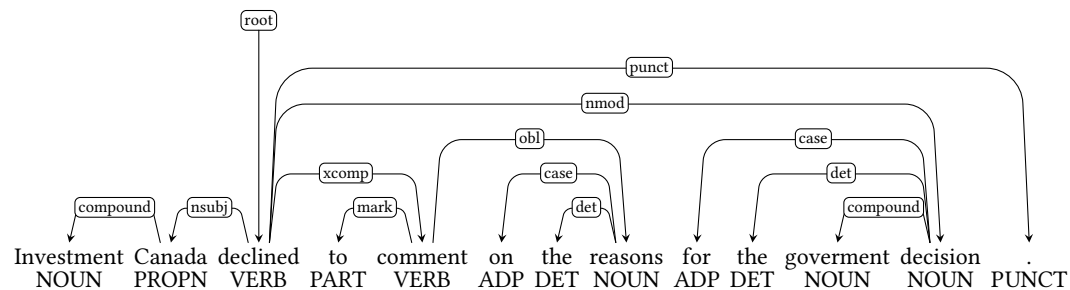 root
punct
nmod
obl case
xcomp case det
compound nsubj mark det compound
Investment Canada declined to comment on the reasons for the goverment decision .
NOUN PROPN VERB PART VERB ADP DET NOUN ADP DET NOUN NOUN PUNCT